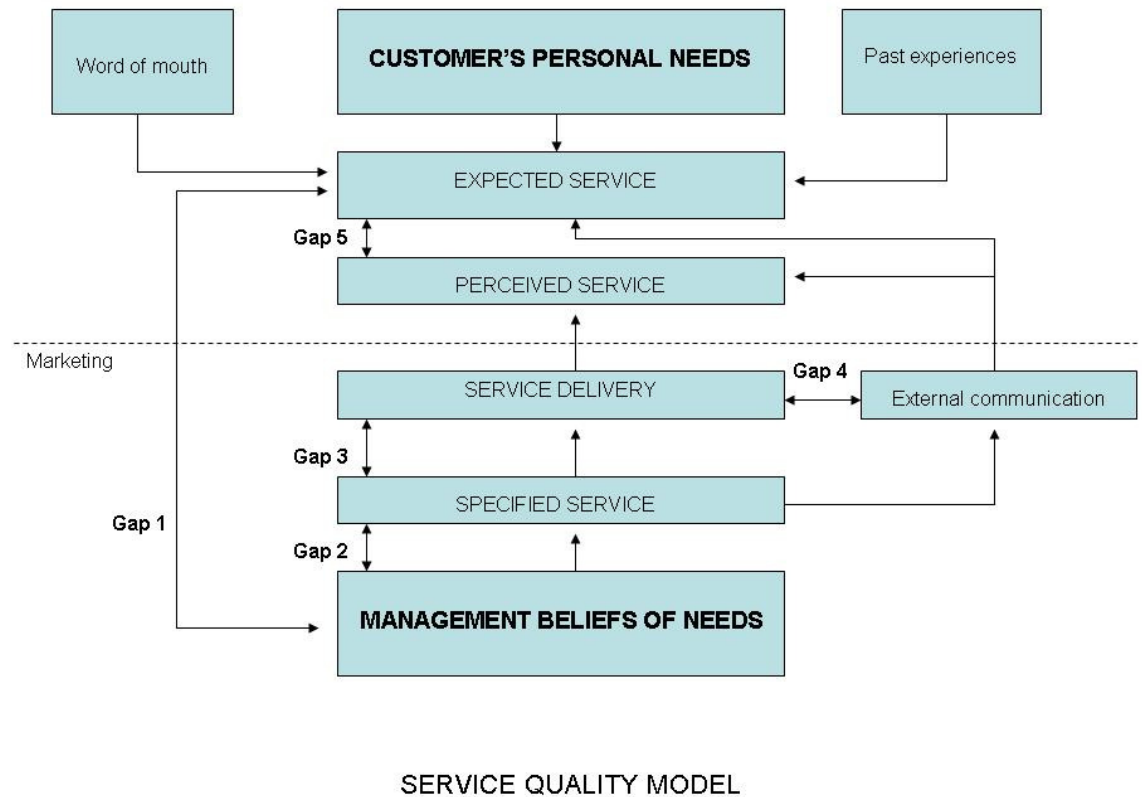 Word of mouth
CUSTOMER'S PERSONAL NEEDS
Past experiences
EXPECTED SERVICE
Gap 5
PERCEIVED SERVICE
Marketing
SERVICE DELIVERY
Gap 4
External communication
Gap 3
SPECIFIED SERVICE
Gap 1
Gap 2
MANAGEMENT BELIEFS OF NEEDS
SERVICE QUALITY MODEL